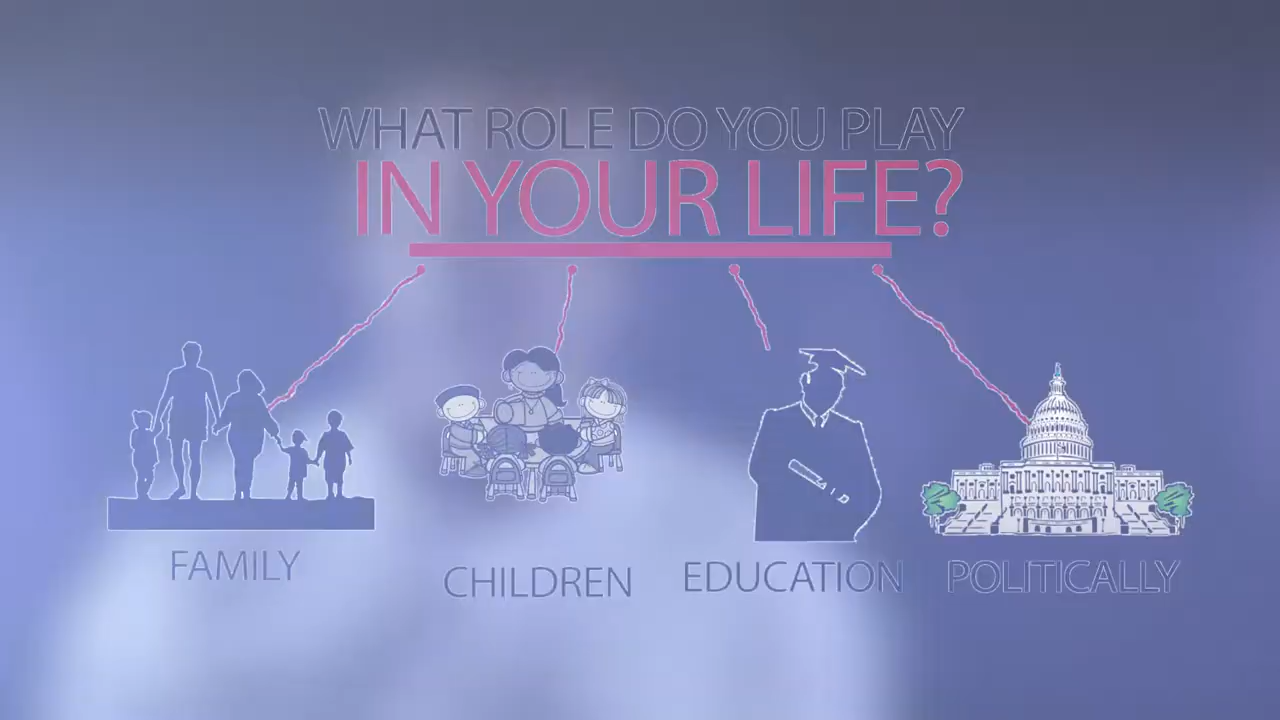 WHAT ROLE DO YOU PLAY
IN YOUR LIFE?
FAMILY
CHILDREN
EDUCATION
POLITICALLY